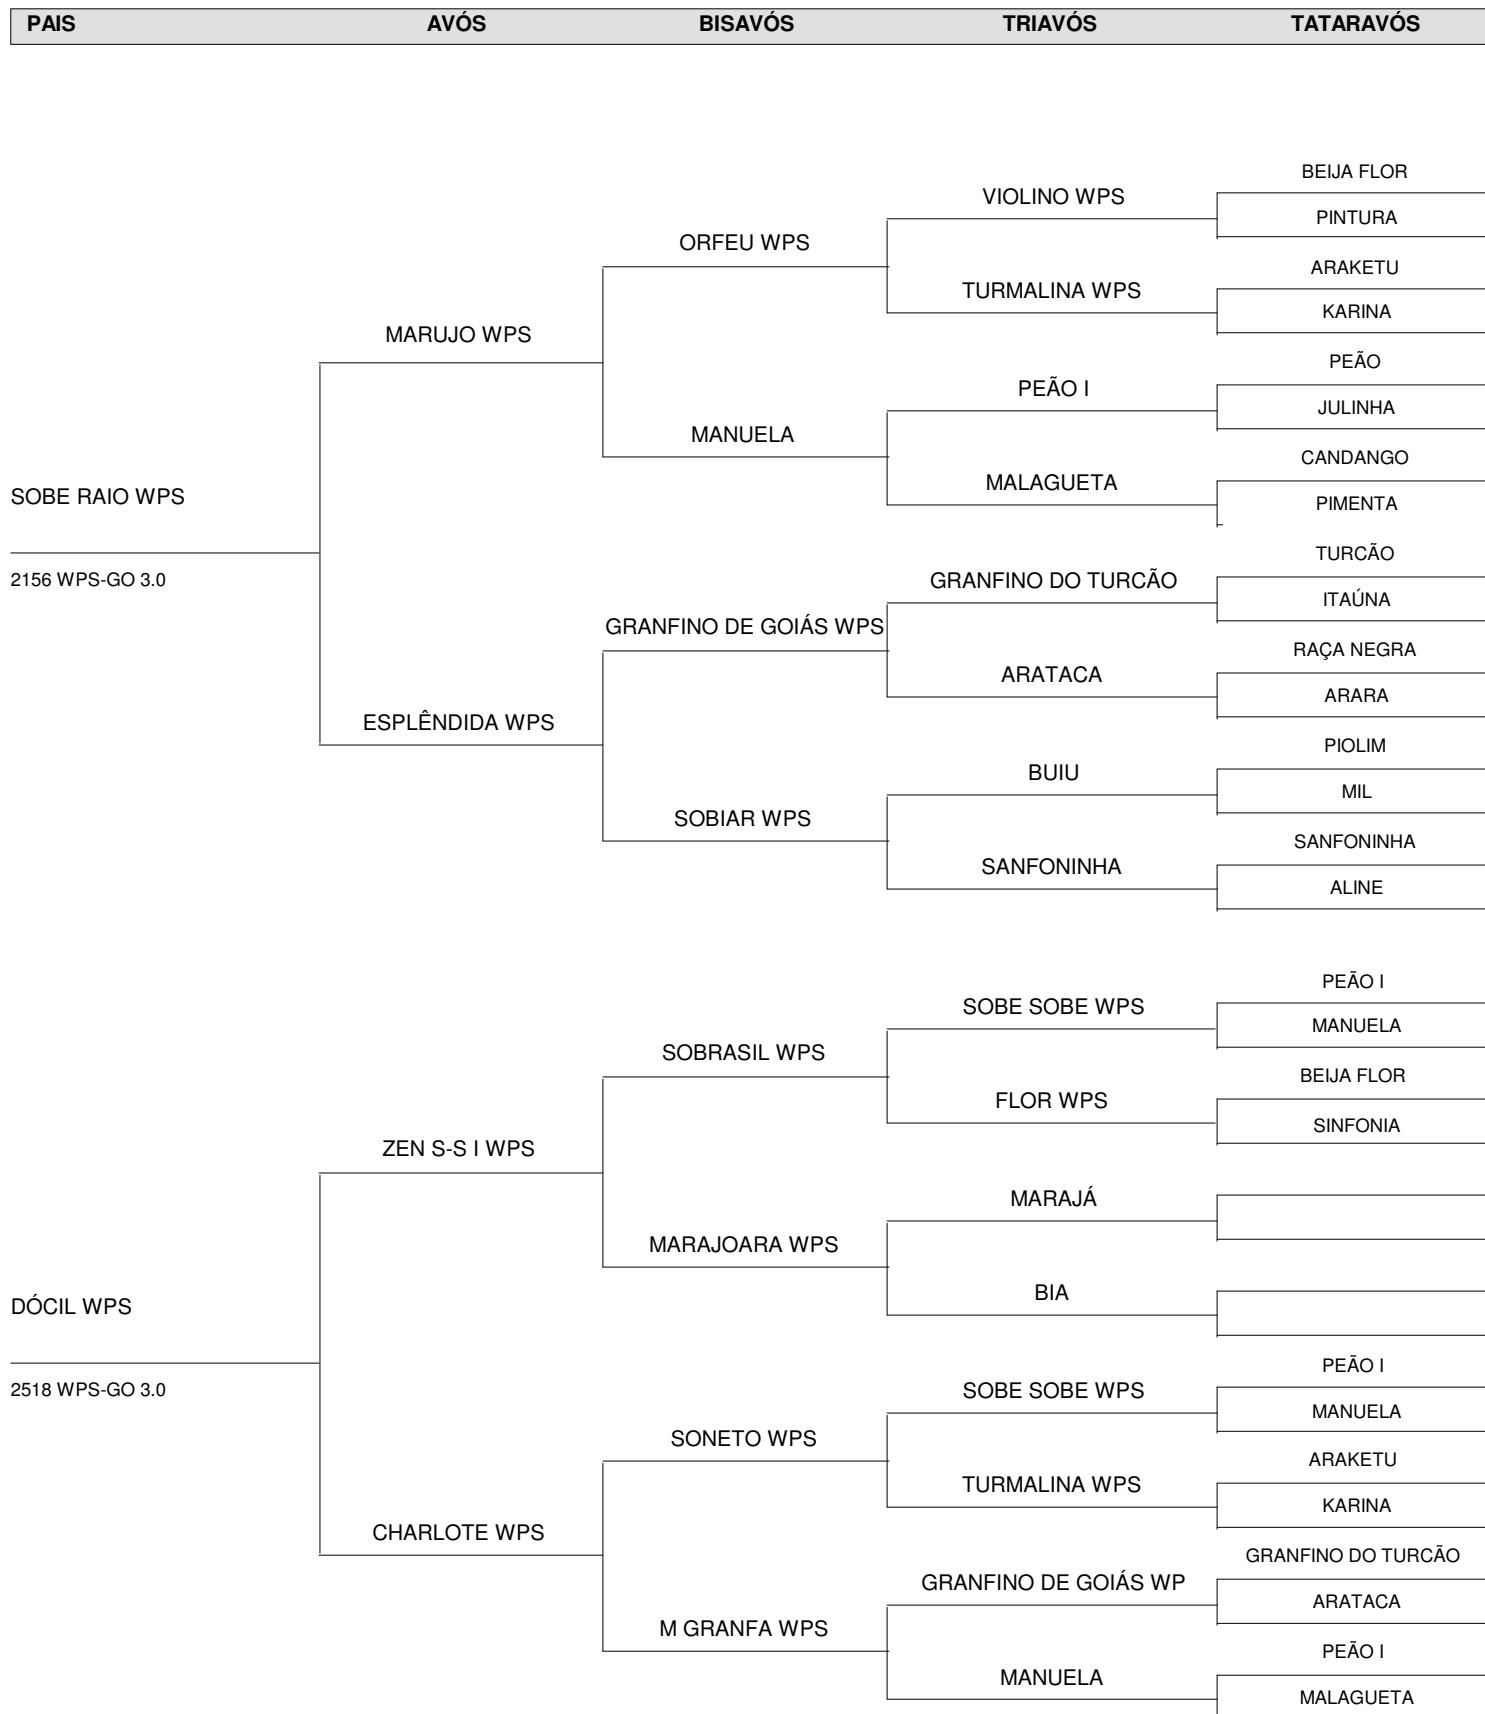 PAIS AVÓS BISAVÓS TRIAVÓS TATARAVÓS
BEIJA FLOR
VIOLINO WPS
PINTURA
ORFEU WPS
ARAKETU
TURMALINA WPS
KARINA
MARUJO WPS
PEÃO
PEÃO I
JULINHA
MANUELA
CANDANGO
MALAGUETA
SOBE RAIO WPS
PIMENTA
TURCÃO
2156 WPS-GO 3.0
GRANFINO DO TURCÃO
ITAÚNA
GRANFINO DE GOIÁS WPS
RAÇA NEGRA
ARATACA
ARARA
ESPLÊNDIDA WPS
PIOLIM
BUIU
MIL
SOBIAR WPS
SANFONINHA
SANFONINHA
ALINE
PEÃO I
SOBE SOBE WPS
MANUELA
SOBRASIL WPS
BEIJA FLOR
FLOR WPS
SINFONIA
ZEN S-S I WPS
MARAJÁ
MARAJOARA WPS
BIA
DÓCIL WPS
PEÃO I
2518 WPS-GO 3.0
SOBE SOBE WPS
MANUELA
SONETO WPS
ARAKETU
TURMALINA WPS
KARINA
CHARLOTE WPS
GRANFINO DO TURCÃO
GRANFINO DE GOIÁS WP
ARATACA
M GRANFA WPS
PEÃO I
MANUELA
MALAGUETA